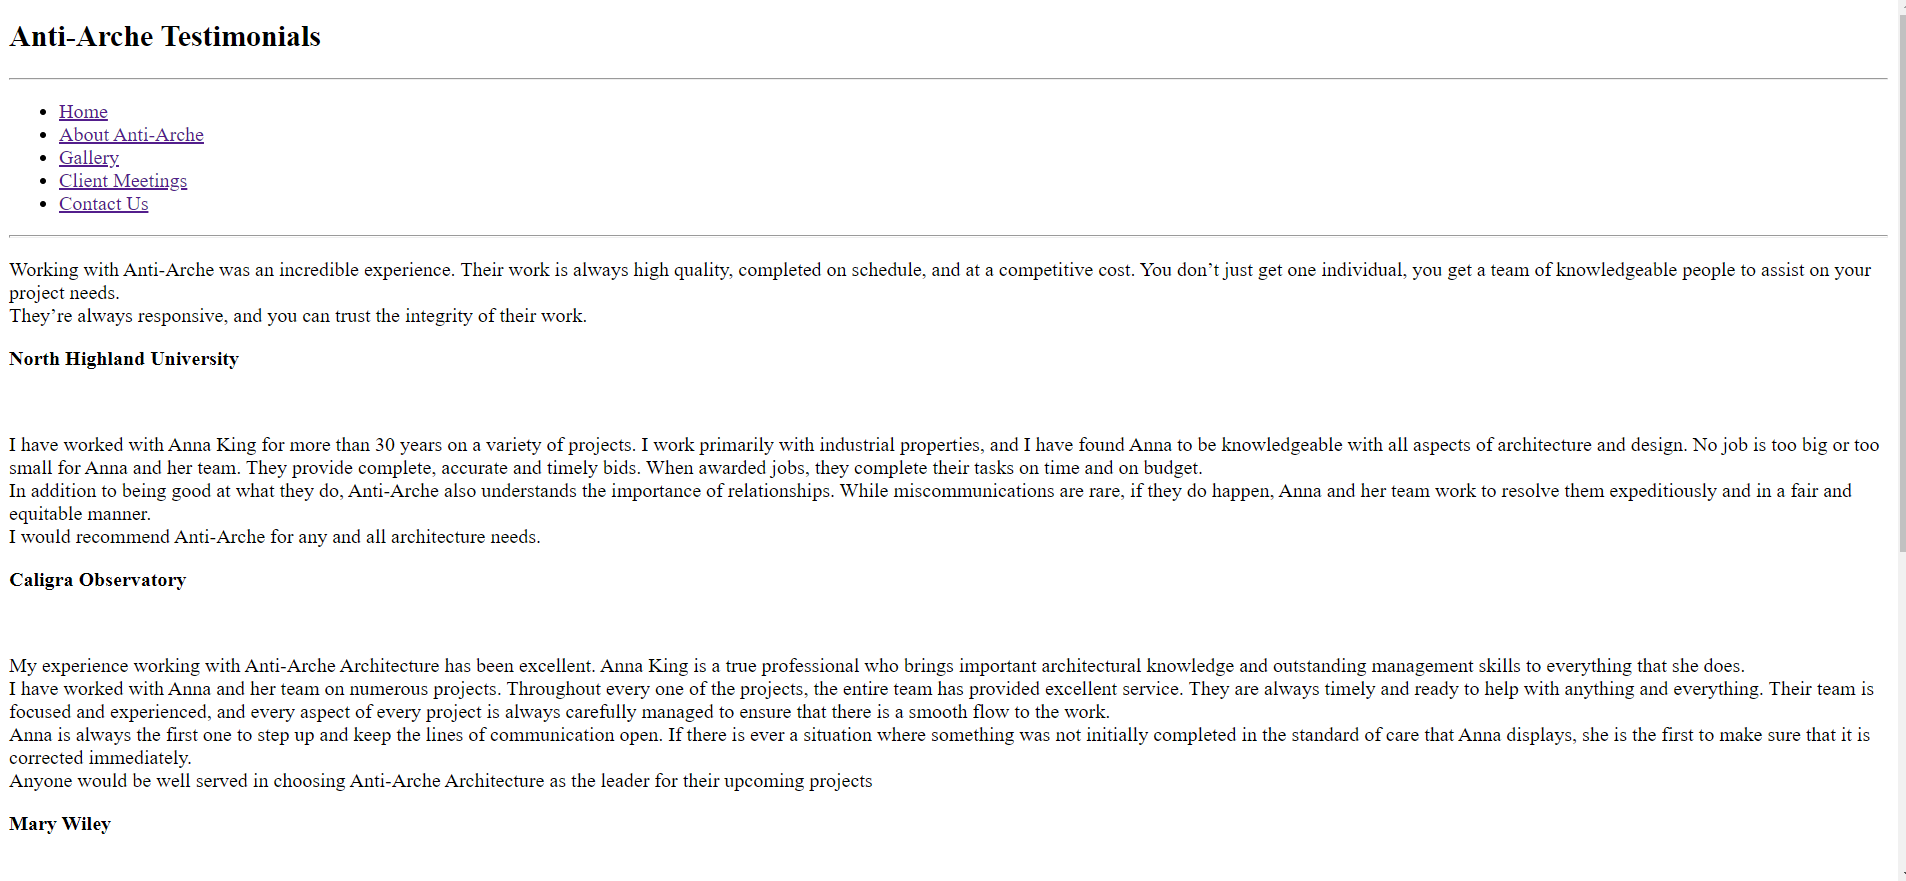 Anti-Arche Testimonials
Home
About Anti-Arche
Gallery
Client Meetings
Contact Us
Working with Anti-Arche was an incredible experience. Their work is always high quality, completed on schedule, and at a competitive cost. You don’t just get one individual, you get a team of knowledgeable people to assist on your
project needs.
They’re always responsive, and you can trust the integrity of their work.
North Highland University
I have worked with Anna King for more than 30 years on a variety of projects. I work primarily with industrial properties, and I have found Anna to be knowledgeable with all aspects of architecture and design. No job is too big or too
small for Anna and her team. They provide complete, accurate and timely bids. When awarded jobs, they complete their tasks on time and on budget.
In addition to being good at what they do, Anti-Arche also understands the importance of relationships. While miscommunications are rare, if they do happen, Anna and her team work to resolve them expeditiously and in a fair and
equitable manner.
I would recommend Anti-Arche for any and all architecture needs.
Caligra Observatory
My experience working with Anti-Arche Architecture has been excellent. Anna King is a true professional who brings important architectural knowledge and outstanding management skills to everything that she does.
I have worked with Anna and her team on numerous projects. Throughout every one of the projects, the entire team has provided excellent service. They are always timely and ready to help with anything and everything. Their team is
focused and experienced, and every aspect of every project is always carefully managed to ensure that there is a smooth flow to the work.
Anna is always the first one to step up and keep the lines of communication open. If there is ever a situation where something was not initially completed in the standard of care that Anna displays, she is the first to make sure that it is
corrected immediately.
Anyone would be well served in choosing Anti-Arche Architecture as the leader for their upcoming projects
Mary Wiley